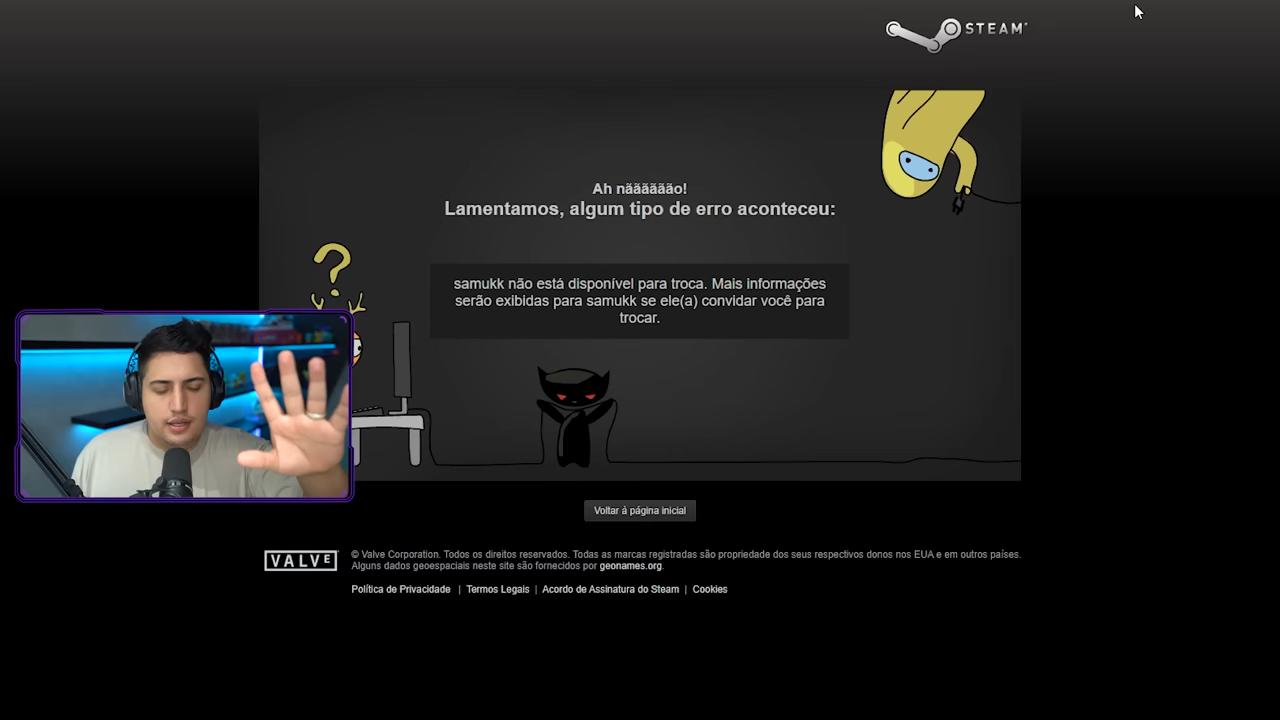 STEAM
Ah nããããão!
Lamentamos, algum tipo de erro aconteceu:
?
samukk não está disponível para troca. Mais informações
serão exibidas para samukk se ele(a) convidar você para
trocar.
Voltar à página inicial
VALVE
© Valve Corporation. Todos os direitos reservados. Todas as marcas registradas são propriedade dos seus respectivos donos nos EUA e em outros países.
Alguns dados geoespaciais neste site são fornecidos por geonames.org.
Política de Privacidade | Termos Legais | Acordo de Assinatura do Steam | Cookies